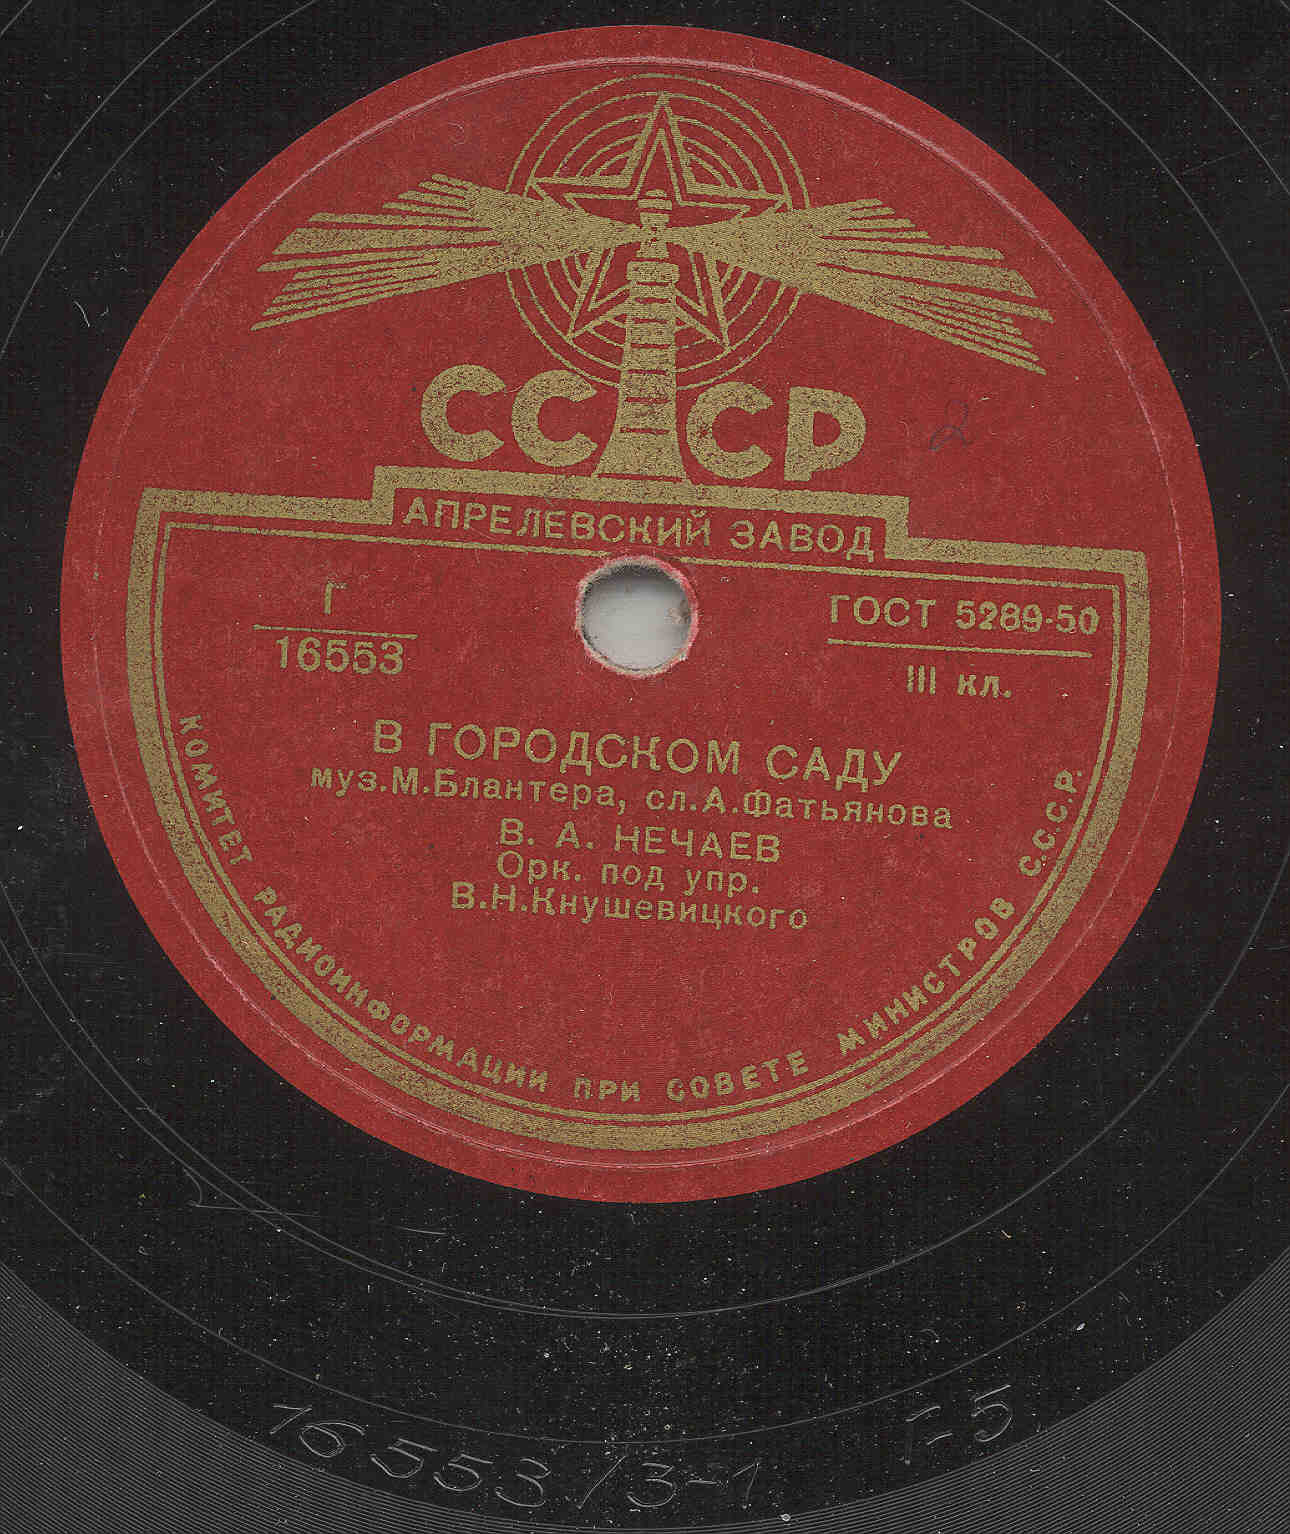 СССР
2
АПРЕЛЕВСКИЙ ЗАВОД
Г
16553
ГОСТ 5289-50
III кл.
В ГОРОДСКОМ САДУ
муз.М.Блантера, сл.А.Фатьянова
В. А. НЕЧАЕВ
Орк. под упр.
В.Н.Кнушевицкого
КОМИТЕТ РАДИОИНФОРМАЦИИ ПРИ СОВЕТЕ МИНИСТРОВ С.С.С.Р.
16553/3-1 Г-5